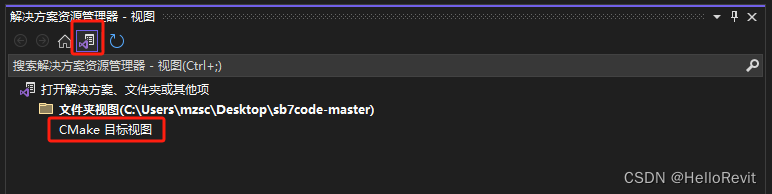 解决方案资源管理器 - 视图
搜索解决方案资源管理器 - 视图(Ctrl+;)
打开解决方案、文件夹或其他项
文件夹视图(C:\Users\mzsc\Desktop\sb7code-master)
CMake 目标视图
CSDN @HelloRevit